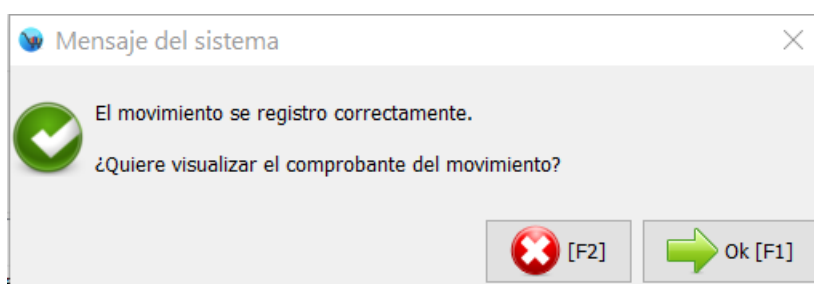 Mensaje del sistema
El movimiento se registro correctamente.
¿Quiere visualizar el comprobante del movimiento?
[F2]
Ok [F1]